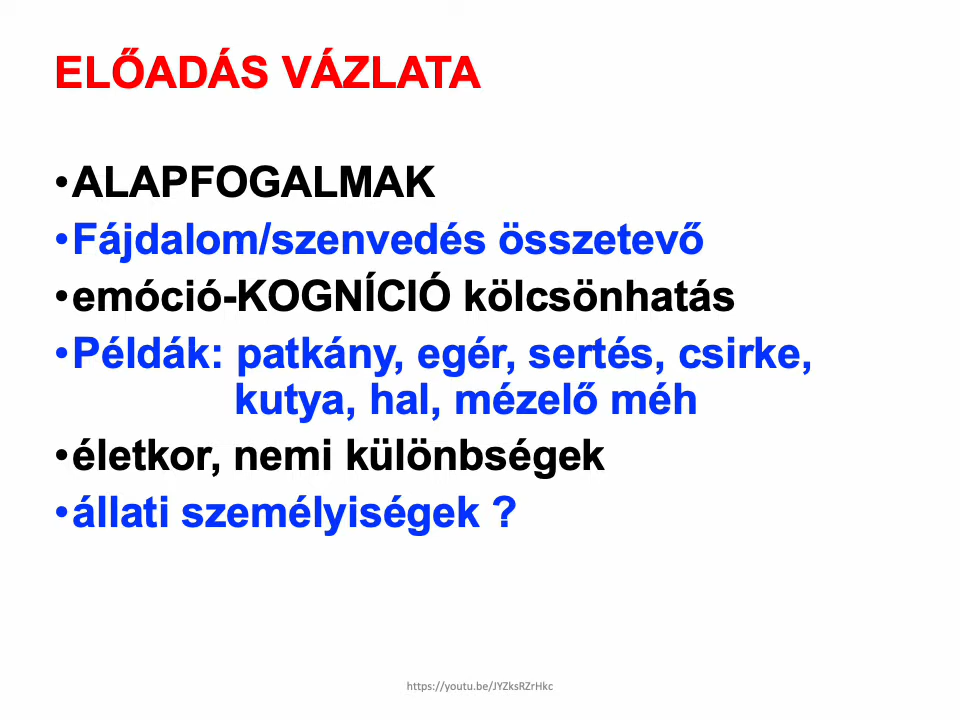 ELŐADÁS VÁZLATA
•ALAPFOGALMAK
•Fájdalom/szenvedés összetevő
•emóció-KOGNÍCIÓ kölcsönhatás
•Példák: patkány, egér, sertés, csirke,
kutya, hal, mézelő méh
•életkor, nemi különbségek
•állati személyiségek ?
https://youtu.be/JYZksRZrHkc